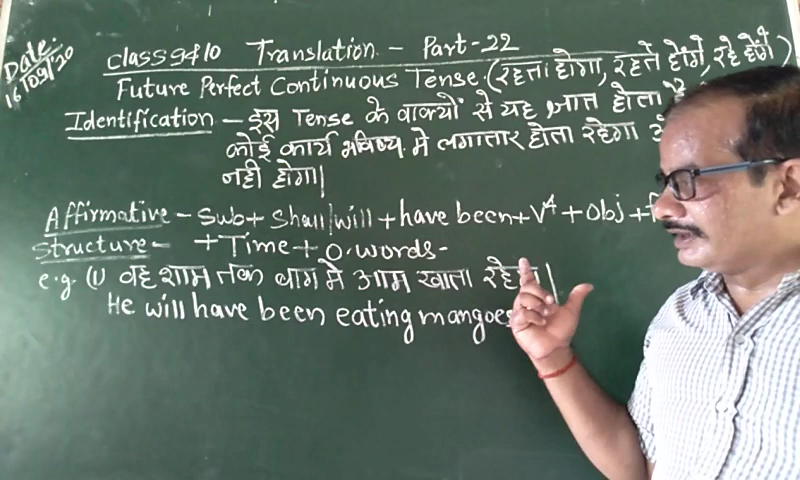 Date:
16/09/20
Class 9 & 10 Translation - Part-22
Future Perfect Continuous Tense (रहता होगा, रहते होंगे, रहे होंगे)
Identification - इस Tense के वाक्यों से यह ज्ञात होता है
कोई कार्य भविष्य में लगातार होता रहेगा
नही होगा|
Affirmative - Sub + Shall/will + have been + V4 + Obj +
Structure - + Time + O.words -
e.g. (1) वह शाम तक बाग मे आम खाता
He will have been eating mangoes